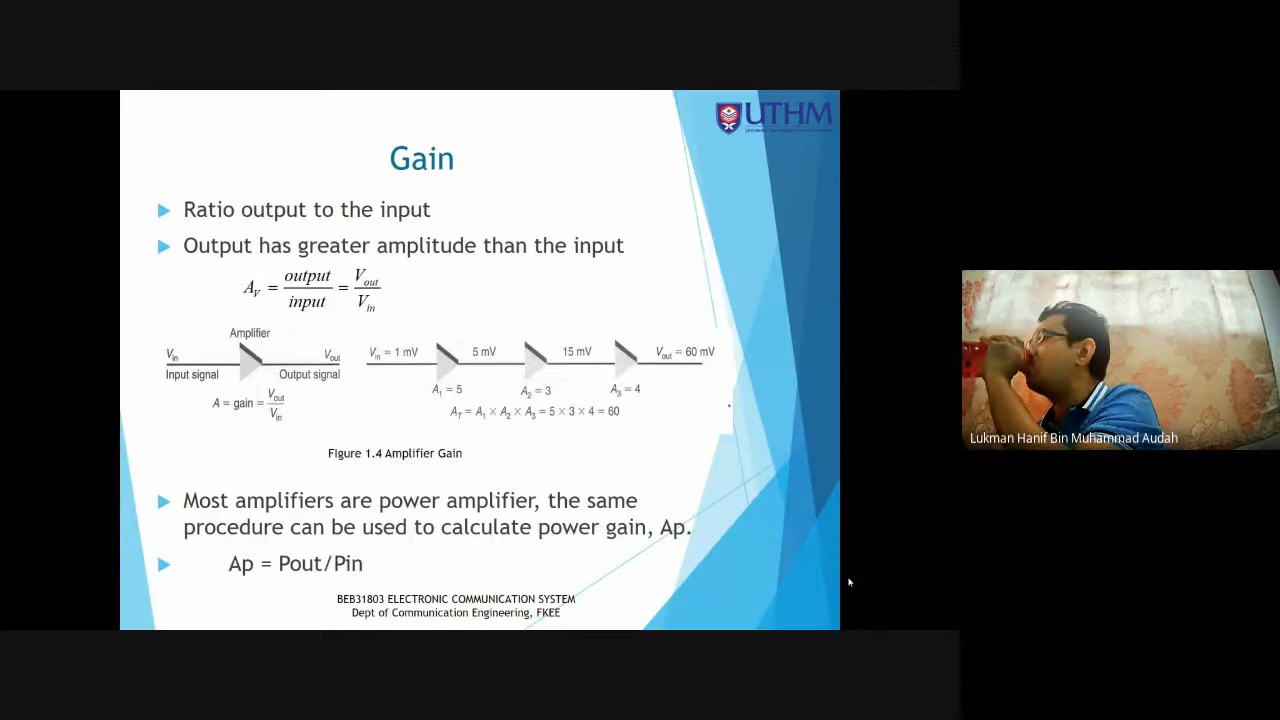 UTHM
Gain
Ratio output to the input
Output has greater amplitude than the input
A_V = output / input = V_out / V_in
Amplifier
V_in
V_out
Input signal
Output signal
A = gain = V_out / V_in
V_in = 1 mV
5 mV
15 mV
V_out = 60 mV
A_1 = 5
A_2 = 3
A_3 = 4
A_T = A_1 × A_2 × A_3 = 5 × 3 × 4 = 60
Figure 1.4 Amplifier Gain
Most amplifiers are power amplifier, the same
procedure can be used to calculate power gain, Ap.
Ap = Pout/Pin
BEB31803 ELECTRONIC COMMUNICATION SYSTEM
Dept of Communication Engineering, FKEE
Lukman Hanif Bin Muhammad Audah